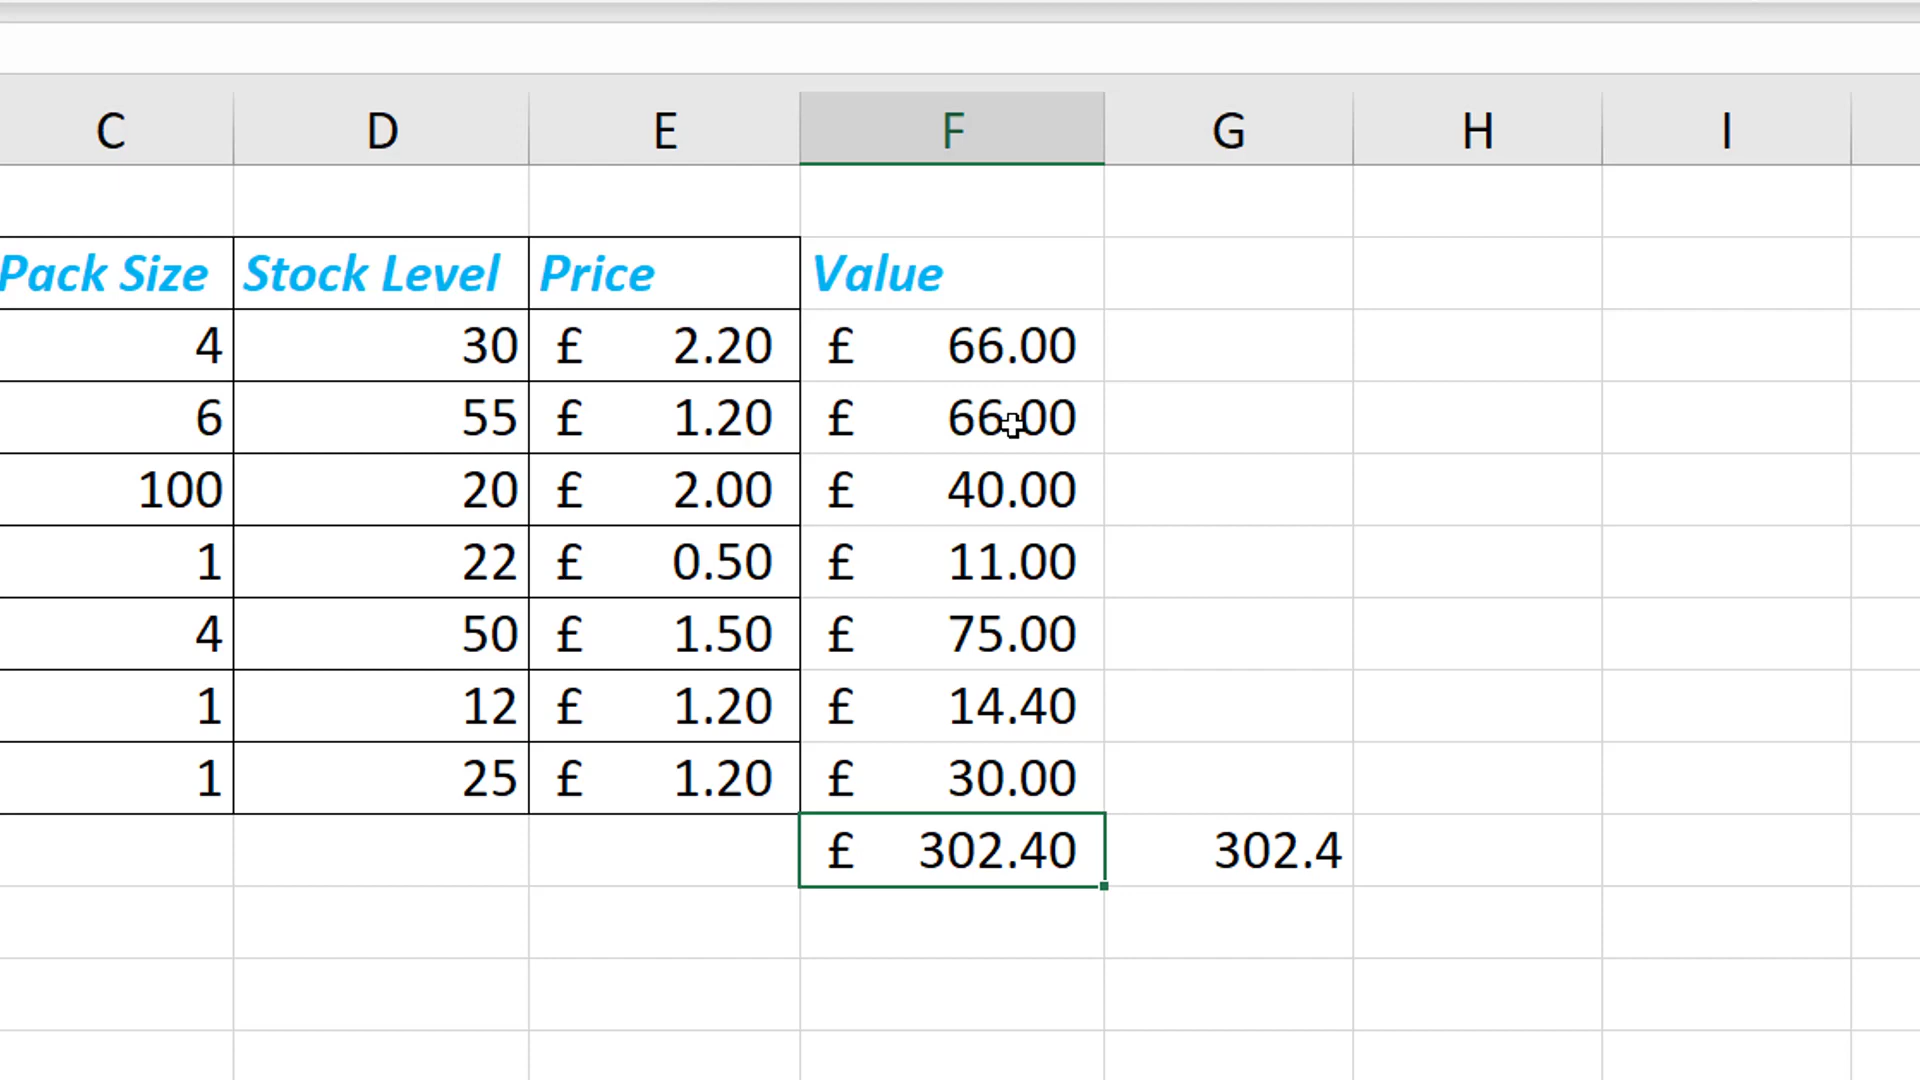 C D E F G H I
Pack Size Stock Level Price Value
4 30 £ 2.20 £ 66.00
6 55 £ 1.20 £ 66.00
100 20 £ 2.00 £ 40.00
1 22 £ 0.50 £ 11.00
4 50 £ 1.50 £ 75.00
1 12 £ 1.20 £ 14.40
1 25 £ 1.20 £ 30.00
£ 302.40 302.4